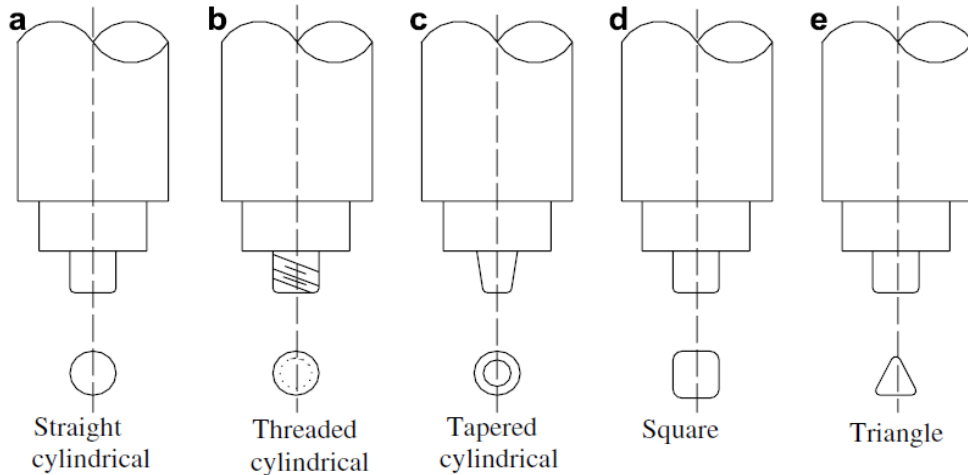 a
b
c
d
e
Straight
cylindrical
Threaded
cylindrical
Tapered
cylindrical
Square
Triangle